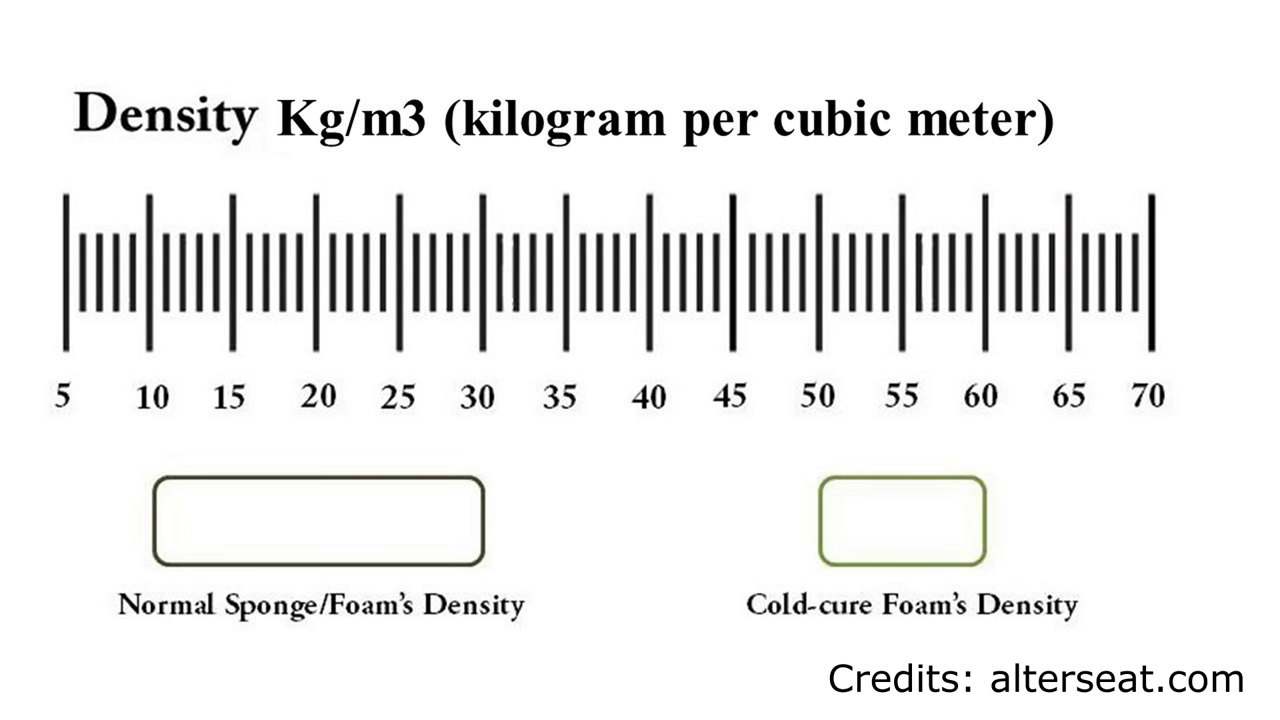 Density Kg/m3 (kilogram per cubic meter)
5 10 15 20 25 30 35 40 45 50 55 60 65 70
Normal Sponge/Foam's Density Cold-cure Foam's Density
Credits: alterseat.com